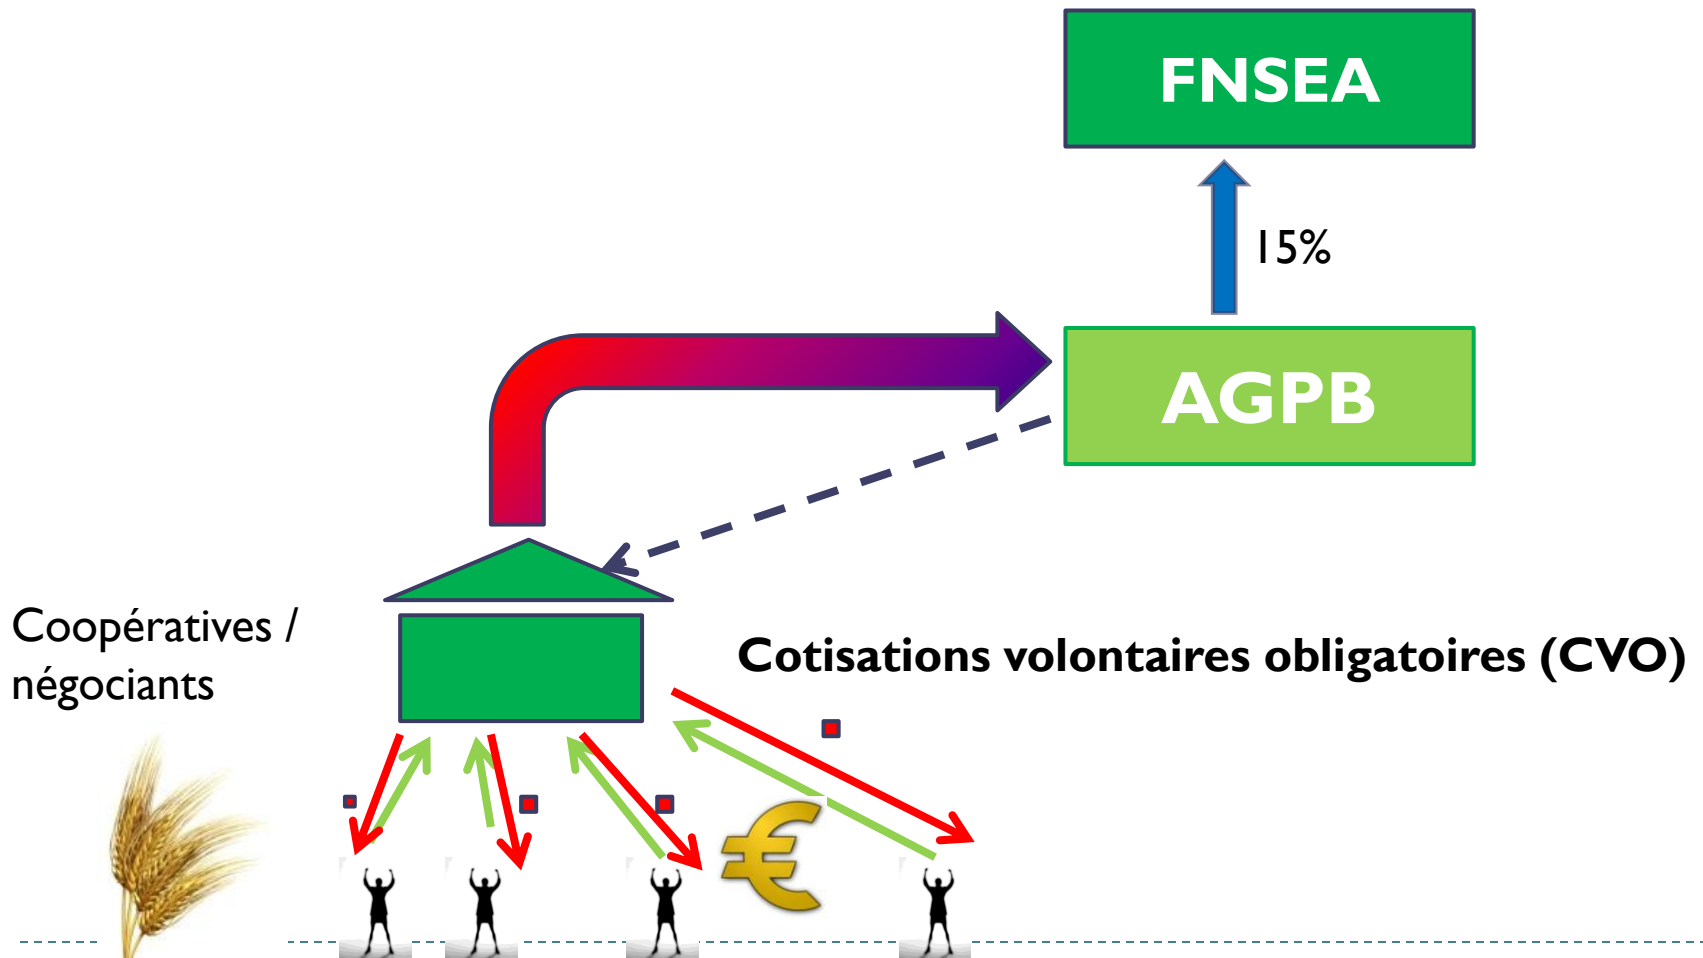 FNSEA
15%
AGPB
Coopératives /
négociants
Cotisations volontaires obligatoires (CVO)